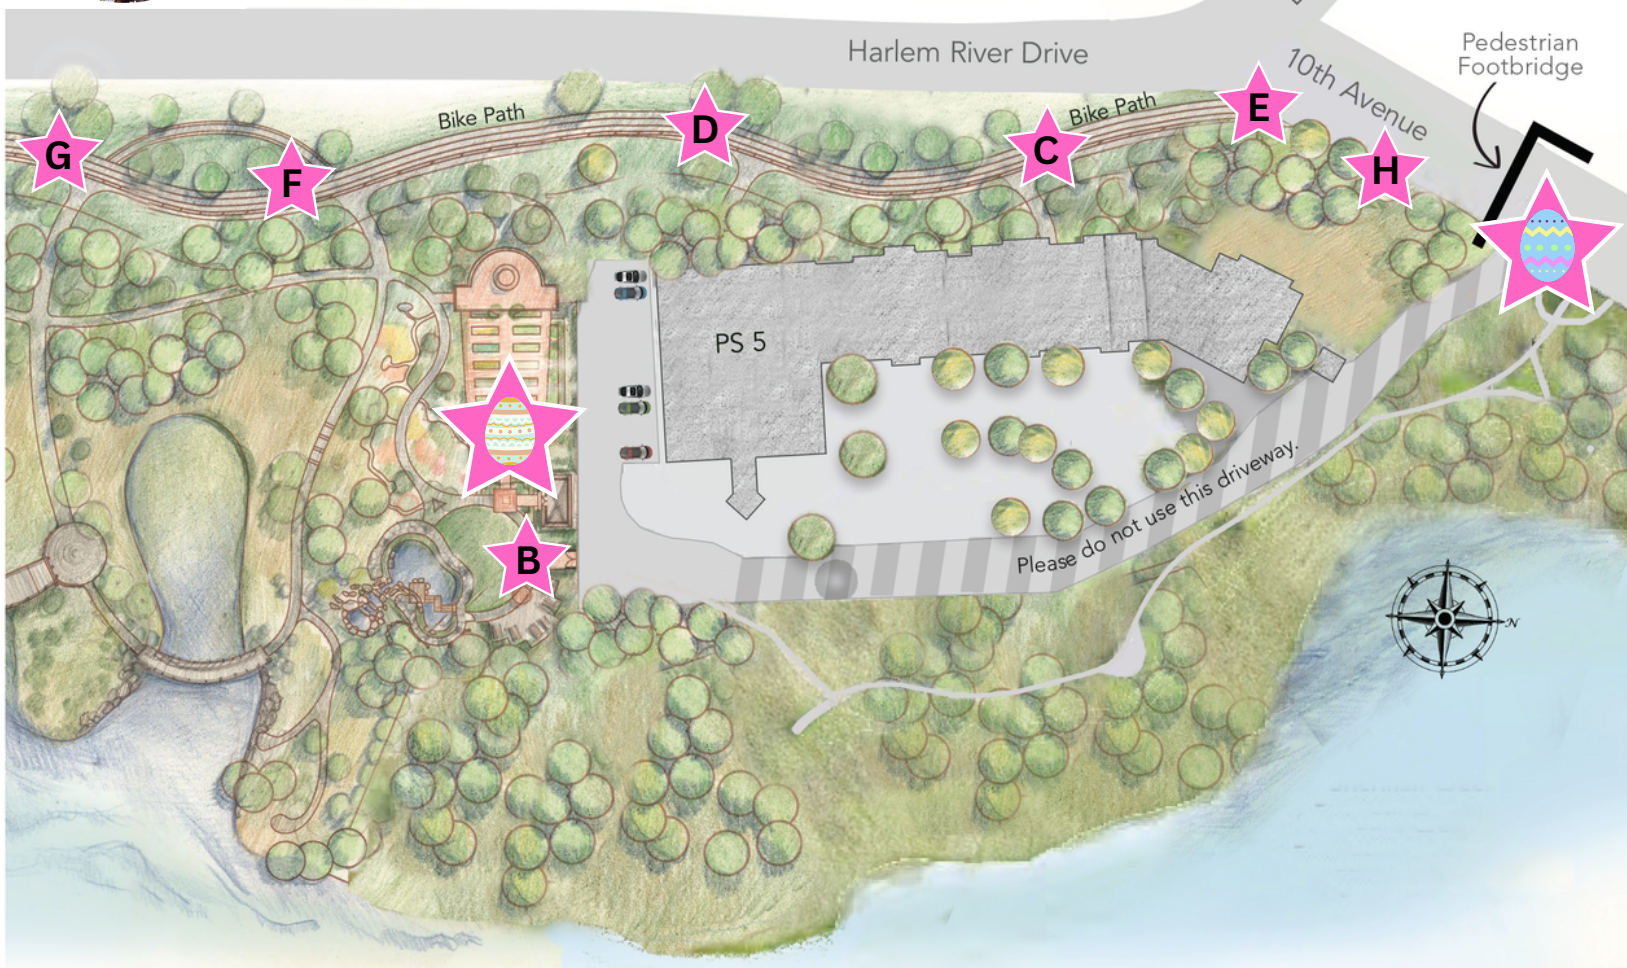 Harlem River Drive
Pedestrian
Footbridge
10th Avenue
Bike Path
Bike Path
E
D
C
G
F
H
PS 5
Please do not use this driveway.
B
N